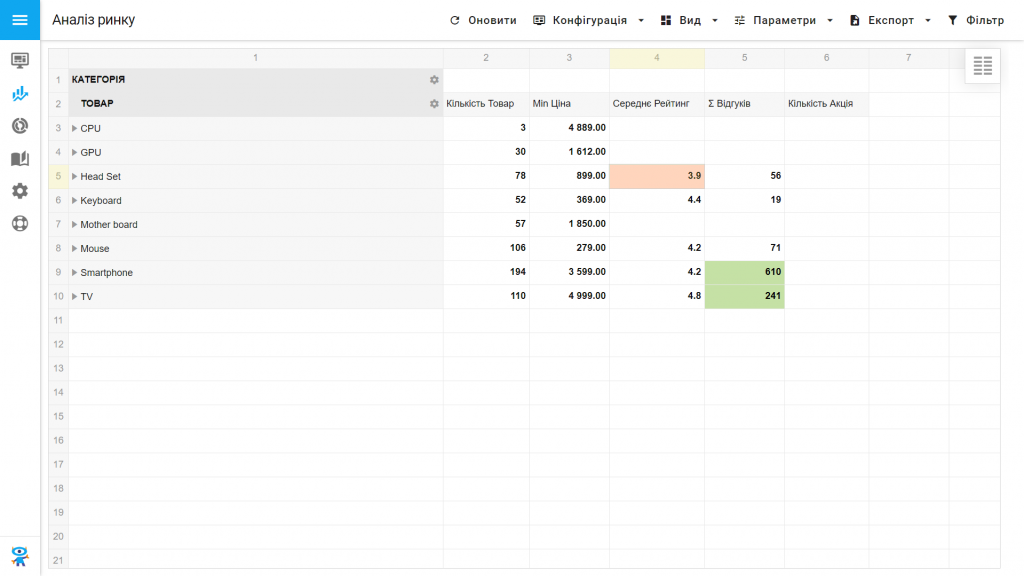 Аналіз ринку
Оновити Конфігурація Вид Параметри Експорт Фільтр
1 2 3 4 5 6 7
1 КАТЕГОРІЯ
2 ТОВАР Кількість Товар Min Ціна Середнє Рейтинг Σ Відгуків Кількість Акція
3 CPU 3 4 889.00
4 GPU 30 1 612.00
5 Head Set 78 899.00 3.9 56
6 Keyboard 52 369.00 4.4 19
7 Mother board 57 1 850.00
8 Mouse 106 279.00 4.2 71
9 Smartphone 194 3 599.00 4.2 610
10 TV 110 4 999.00 4.8 241
11
12
13
14
15
16
17
18
19
20
21